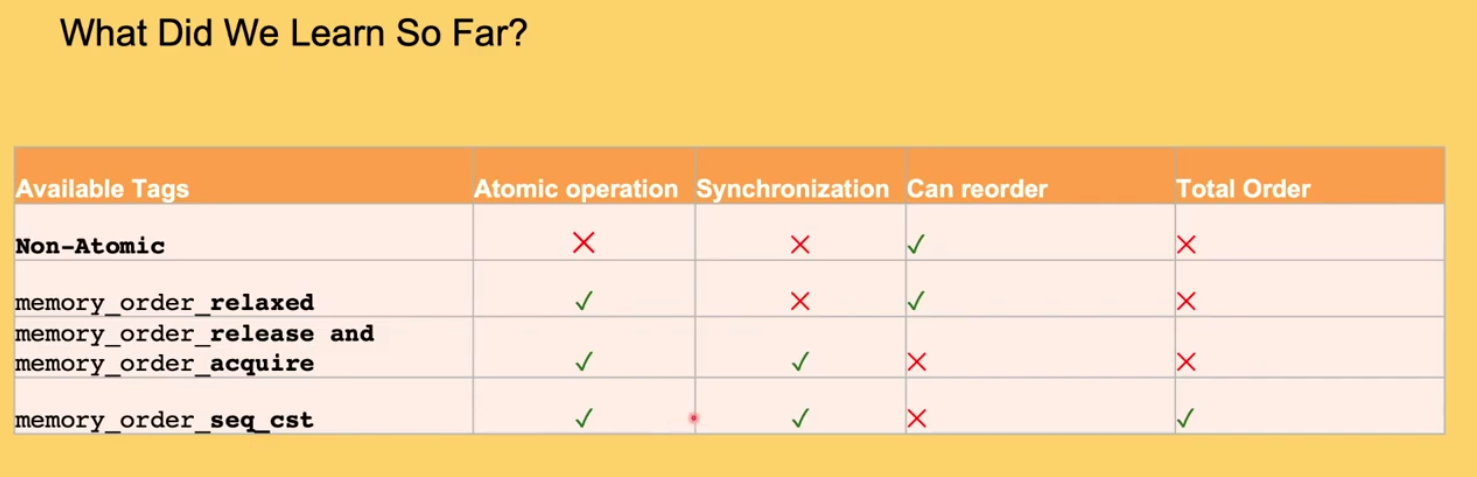 What Did We Learn So Far?
Available Tags Atomic operation Synchronization Can reorder Total Order
Non-Atomic ✕ ✕ ✓ ✕
memory_order_relaxed ✓ ✕ ✓ ✕
memory_order_release and
memory_order_acquire ✓ ✓ ✕ ✕
memory_order_seq_cst ✓ ✓ ✕ ✓